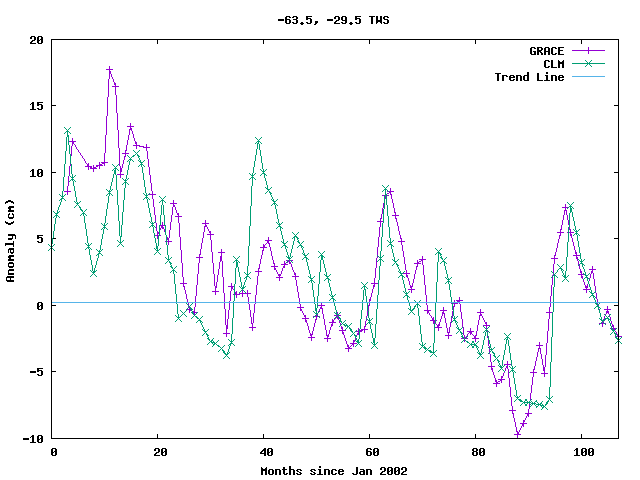 -63.5, -29.5 TWS
GRACE
CLM
Trend Line
20
15
10
5
0
-5
-10
Anomaly (cm)
0 20 40 60 80 100
Months since Jan 2002